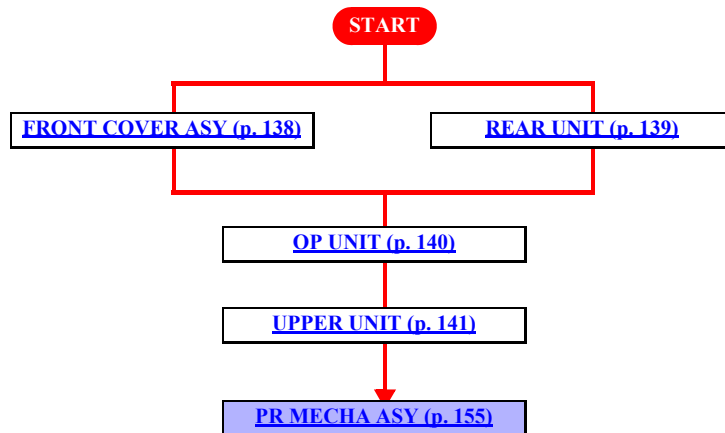 START
FRONT COVER ASY (p. 138)
REAR UNIT (p. 139)
OP UNIT (p. 140)
UPPER UNIT (p. 141)
PR MECHA ASY (p. 155)